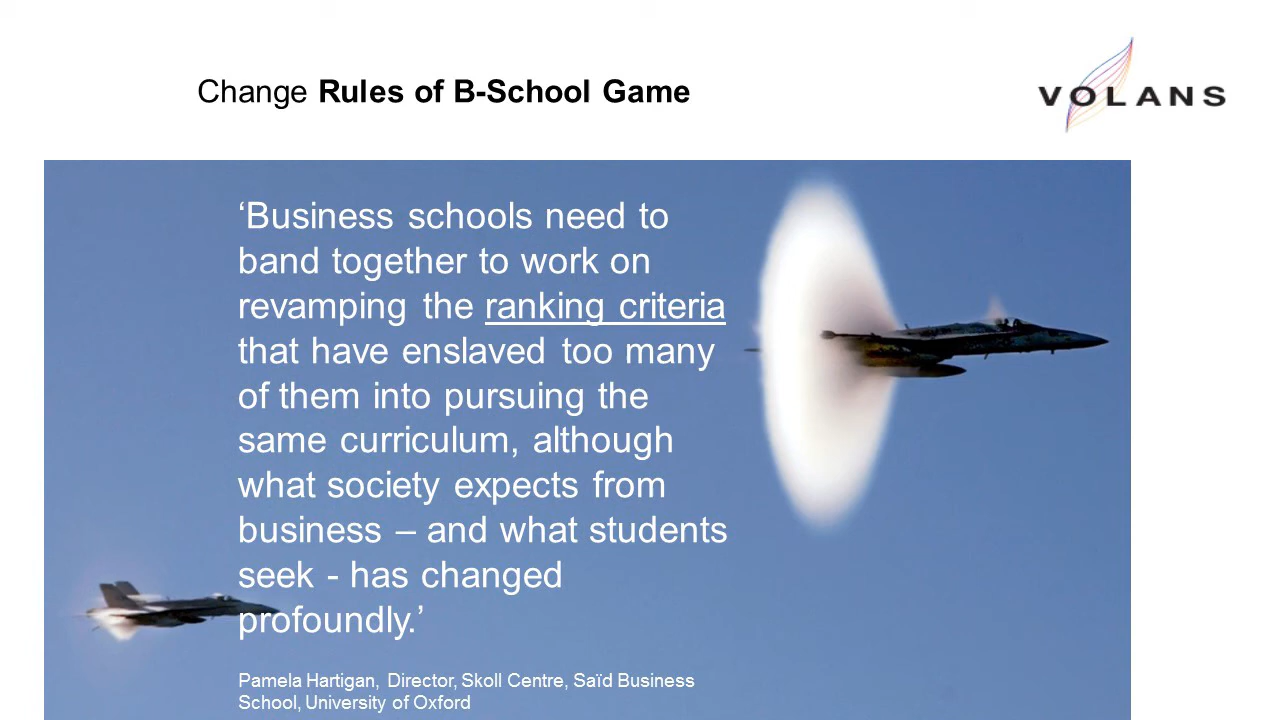 Change Rules of B-School Game
VOLANS
‘Business schools need to
band together to work on
revamping the ranking criteria
that have enslaved too many
of them into pursuing the
same curriculum, although
what society expects from
business – and what students
seek - has changed
profoundly.’
Pamela Hartigan, Director, Skoll Centre, Saïd Business
School, University of Oxford